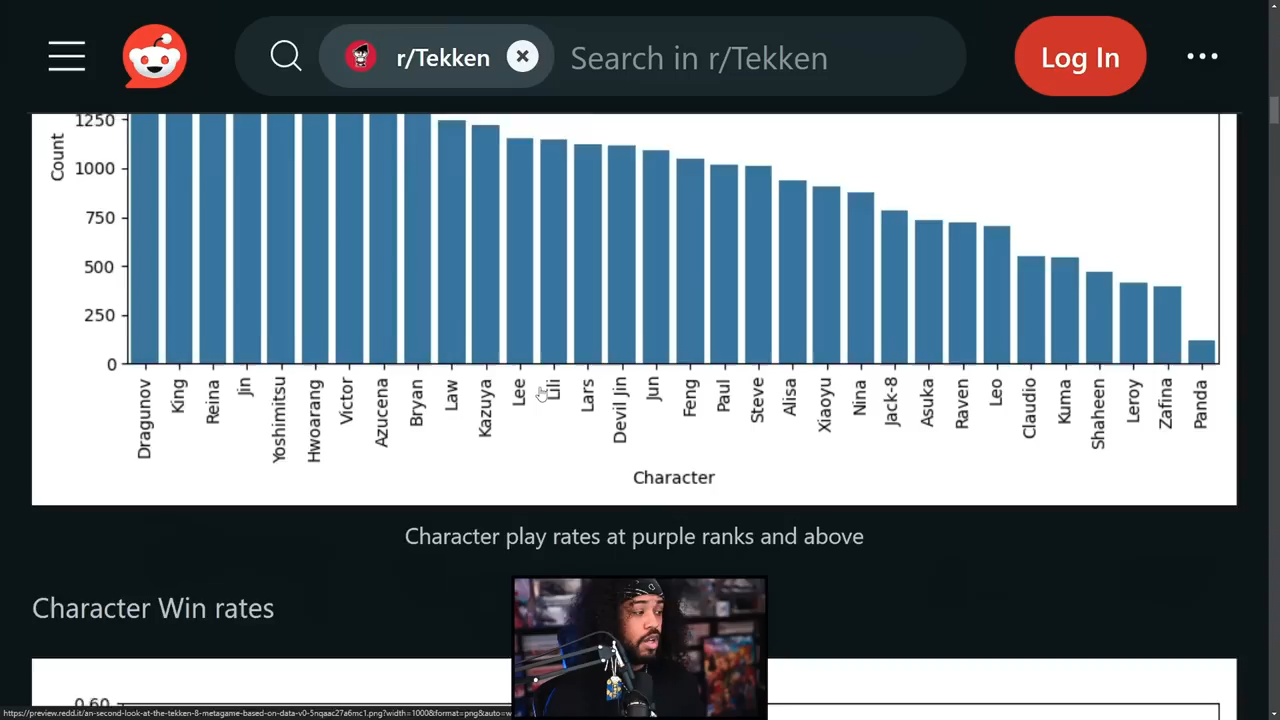 r/Tekken
Search in r/Tekken
Log In
Count
1250
1000
750
500
250
0
Dragunov
King
Reina
Jin
Yoshimitsu
Hwoarang
Victor
Azucena
Bryan
Law
Kazuya
Lee
Lili
Lars
Devil Jin
Jun
Feng
Paul
Steve
Alisa
Xiaoyu
Nina
Jack-8
Asuka
Raven
Leo
Claudio
Kuma
Shaheen
Leroy
Zafina
Panda
Character
Character play rates at purple ranks and above
Character Win rates
0.60